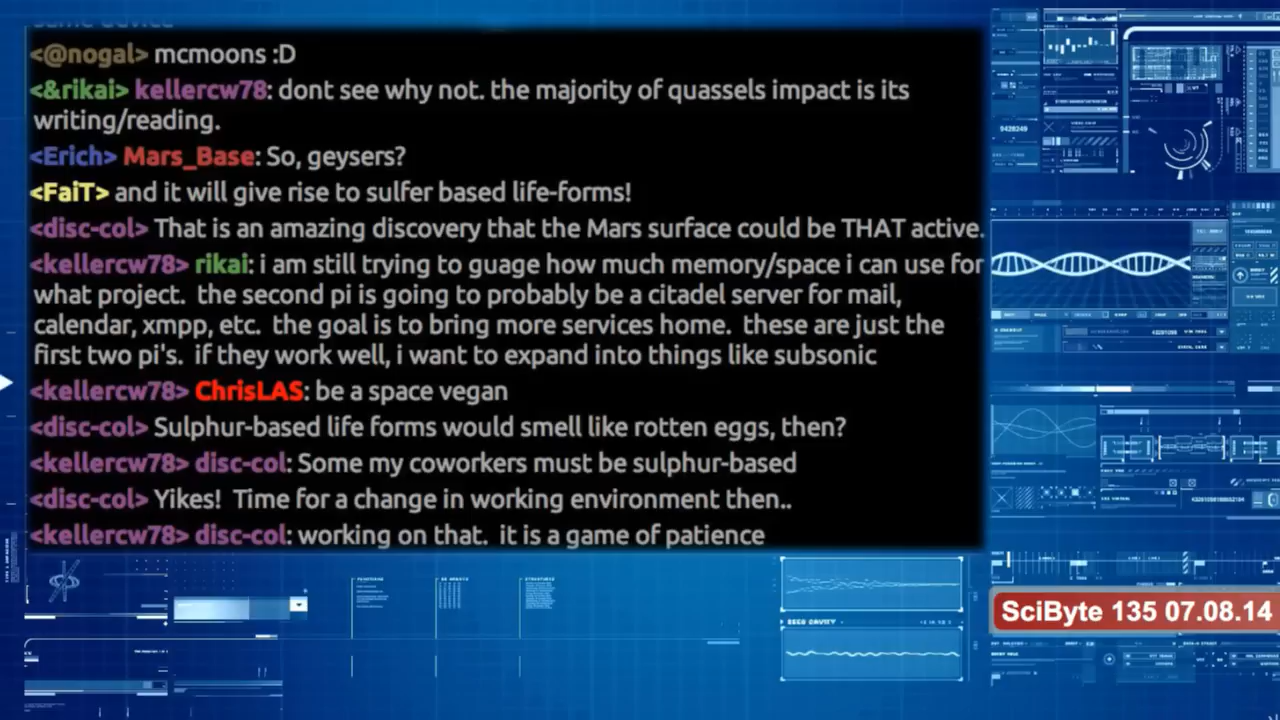 some advice
<@nogal> mcmoons :D
<&rikai> kellercw78: dont see why not. the majority of quassels impact is its
writing/reading.
<Erich> Mars_Base: So, geysers?
<FaiT> and it will give rise to sulfer based life-forms!
<disc-col> That is an amazing discovery that the Mars surface could be THAT active.
<kellercw78> rikai: i am still trying to guage how much memory/space i can use for
what project.  the second pi is going to probably be a citadel server for mail,
calendar, xmpp, etc.  the goal is to bring more services home.  these are just the
first two pi's.  if they work well, i want to expand into things like subsonic
<kellercw78> ChrisLAS: be a space vegan
<disc-col> Sulphur-based life forms would smell like rotten eggs, then?
<kellercw78> disc-col: Some my coworkers must be sulphur-based
<disc-col> Yikes!  Time for a change in working environment then..
<kellercw78> disc-col: working on that.  it is a game of patience
9428249
SciByte 135 07.08.14